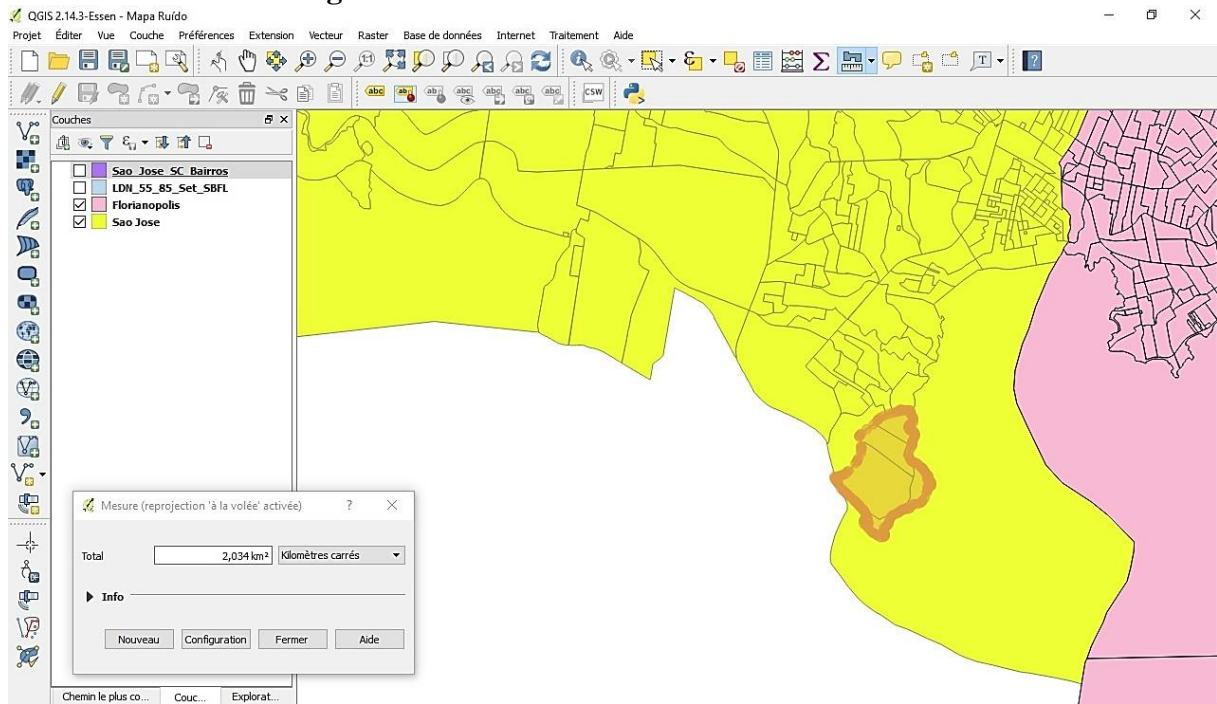 QGIS 2.14.3-Essen - Mapa Ruído
Projet Éditer Vue Couche Préférences Extension Vecteur Raster Base de données Internet Traitement Aide
abc
CSW
Couches
Sao_Jose_SC_Bairros
LDN_55_85_Set_SBFL
Florianopolis
Sao Jose
Mesure (reprojection 'à la volée' activée) ?
Total 2,034 km² Kilomètres carrés
Info
Nouveau Configuration Fermer Aide
Chemin le plus co... Couc... Explorat...